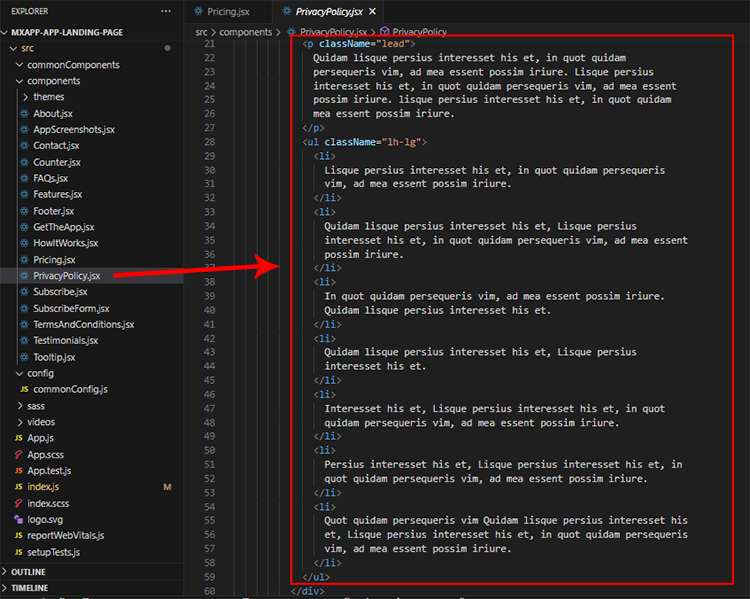 EXPLORER
MXAPP-APP-LANDING-PAGE
src
commonComponents
components
themes
About.jsx
AppScreenshots.jsx
Contact.jsx
Counter.jsx
FAQs.jsx
Features.jsx
Footer.jsx
GetTheApp.jsx
HowItWorks.jsx
Pricing.jsx
PrivacyPolicy.jsx
Subscribe.jsx
SubscribeForm.jsx
TermsAndConditions.jsx
Testimonials.jsx
Tooltip.jsx
config
JS commonConfig.js
sass
videos
JS App.js
App.scss
JS App.test.js
JS index.js M
index.scss
logo.svg
JS reportWebVitals.js
JS setupTests.js
OUTLINE
TIMELINE
Pricing.jsx PrivacyPolicy.jsx
src > components > PrivacyPolicy.jsx > PrivacyPolicy
21 <p className="lead">
22 Quidam lisque persius interesset his et, in quot quidam
23 persequeris vim, ad mea essent possim iriure. Lisque persius
24 interesset his et, in quot quidam persequeris vim, ad mea essent
25 possim iriure. lisque persius interesset his et, in quot quidam
26 mea essent possim iriure.
27 </p>
28 <ul className="lh-lg">
29 <li>
30 Lisque persius interesset his et, in quot quidam persequeris
31 vim, ad mea essent possim iriure.
32 </li>
33 <li>
34 Quidam lisque persius interesset his et, Lisque persius
35 interesset his et, in quot quidam persequeris vim, ad mea essent
36 possim iriure.
37 </li>
38 <li>
39 In quot quidam persequeris vim, ad mea essent possim iriure.
40 Quidam lisque persius interesset his et.
41 </li>
42 <li>
43 Quidam lisque persius interesset his et, Lisque persius
44 interesset his et.
45 </li>
46 <li>
47 Interesset his et, Lisque persius interesset his et, in quot
48 quidam persequeris vim, ad mea essent possim iriure.
49 </li>
50 <li>
51 Persius interesset his et, Lisque persius interesset his et, in
52 quot quidam persequeris vim, ad mea essent possim iriure.
53 </li>
54 <li>
55 Quot quidam persequeris vim Quidam lisque persius interesset his
56 et, Lisque persius interesset his et, in quot quidam persequeris
57 vim, ad mea essent possim iriure.
58 </li>
59 </ul>
60 </div>